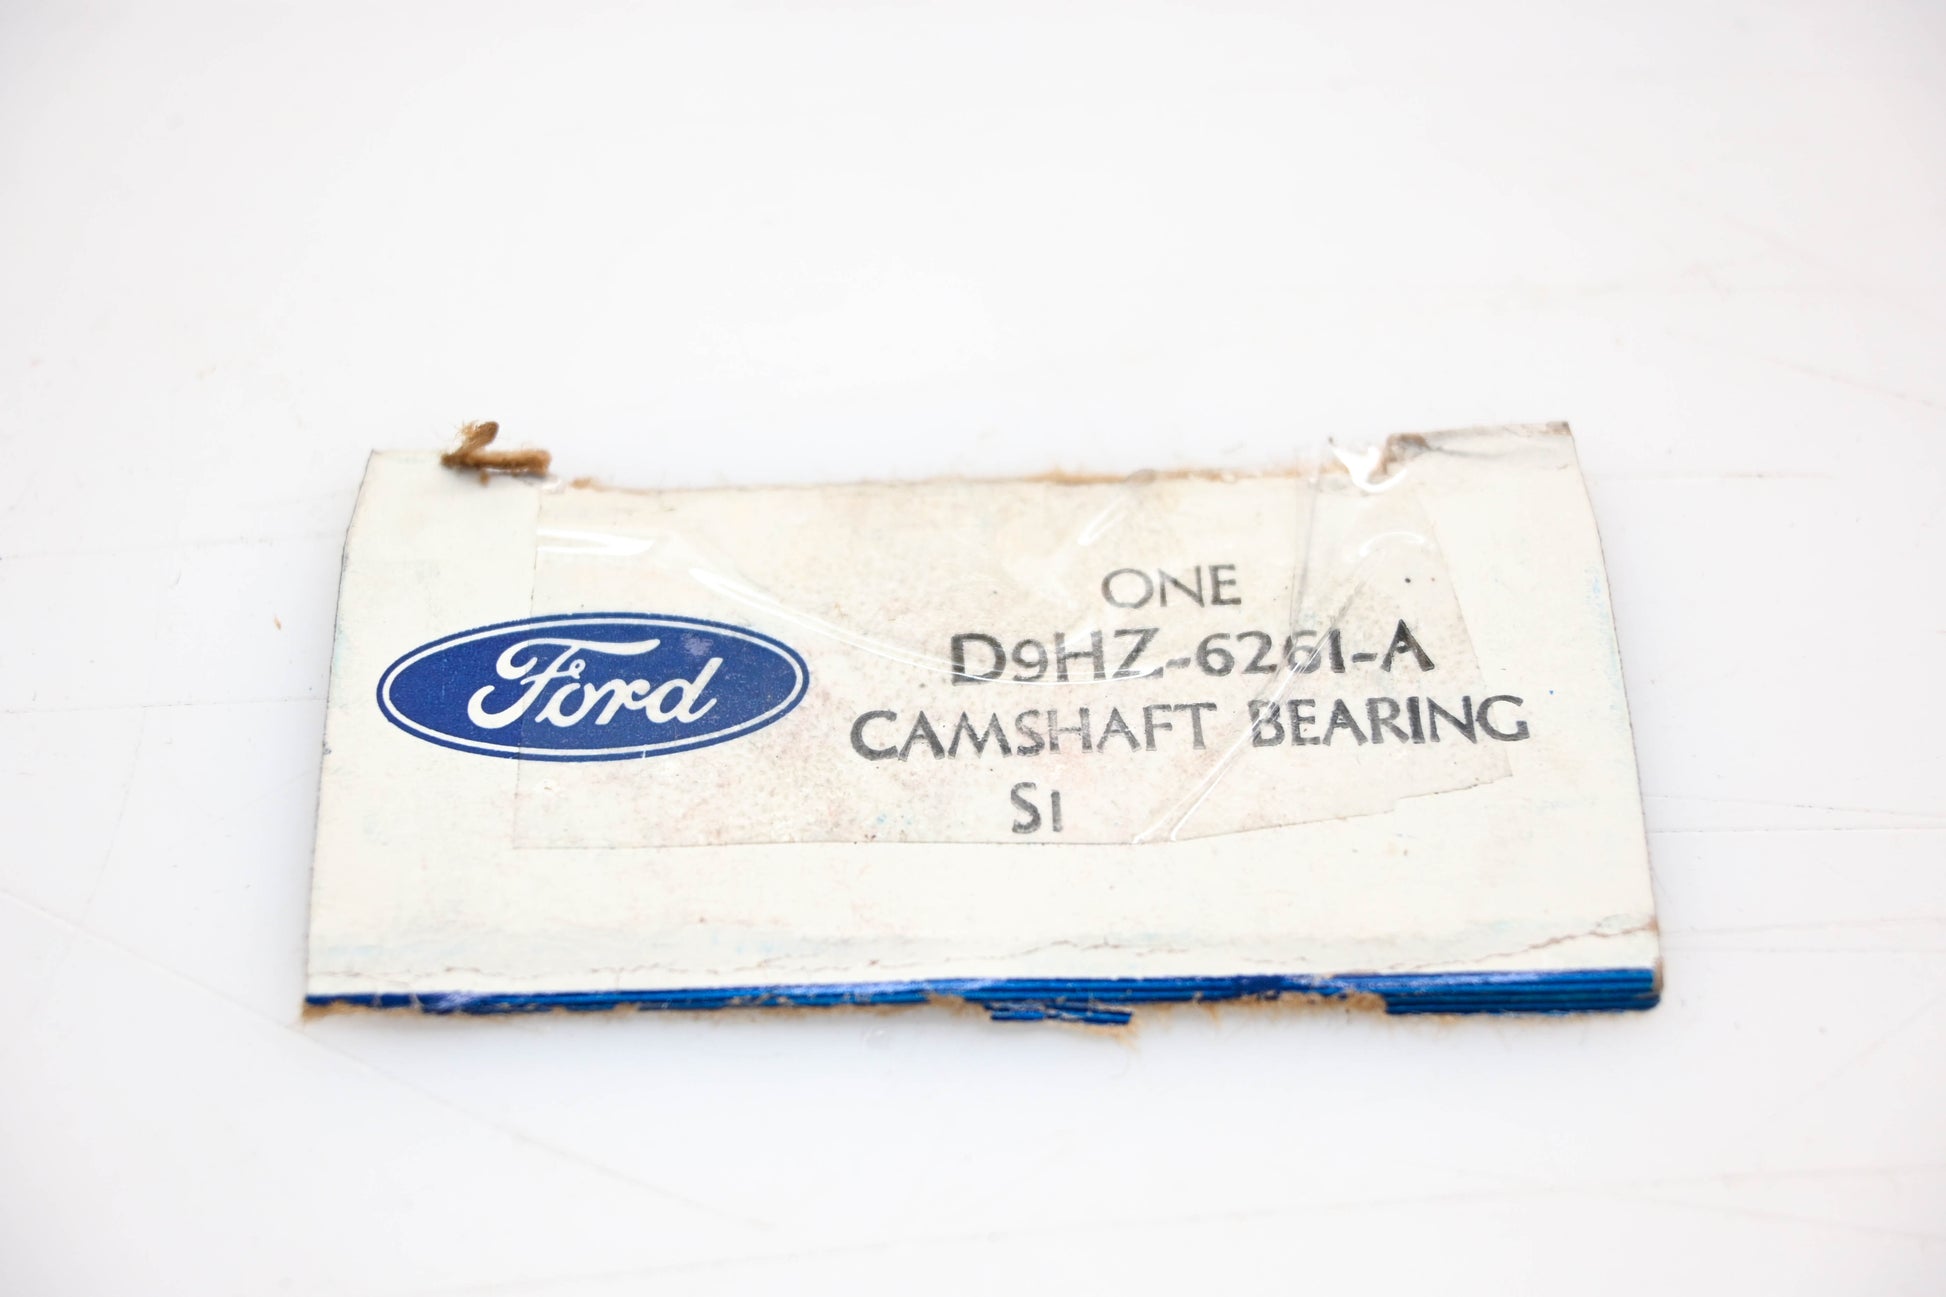 Ford
ONE
D9HZ-6261-A
CAMSHAFT BEARING
S1